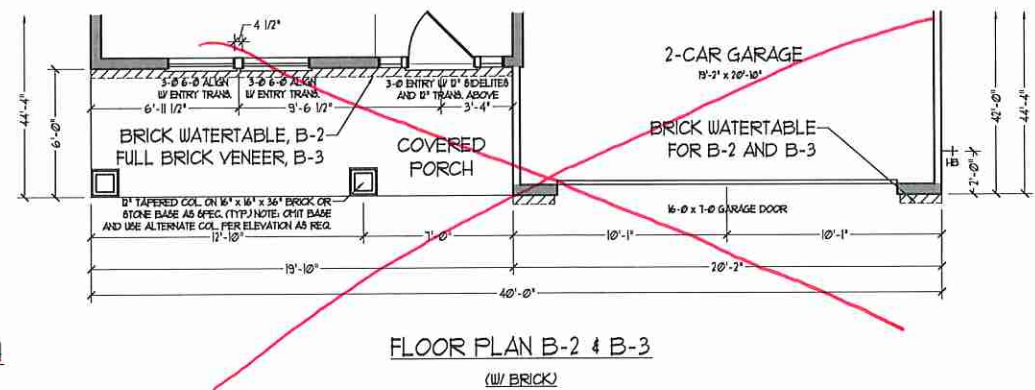 4 1/2"
2-CAR GARAGE
19'-2" x 20'-10"
3-0 6-0 ALIGN
W/ ENTRY TRANS.
3-0 6-0 ALIGN
W/ ENTRY TRANS.
3-0 ENTRY W/ 12" SIDELITES
AND 12" TRANS. ABOVE
6'-11 1/2"
9'-6 1/2"
3'-4"
44'-4"
6'-0"
42'-0"
44'-4"
BRICK WATERTABLE, B-2
FULL BRICK VENEER, B-3
COVERED
PORCH
BRICK WATERTABLE
FOR B-2 AND B-3
HB
2'-0"
12" TAPERED COL. ON 16" x 16" x 36" BRICK OR
STONE BASE AS SPEC. (TYP.) NOTE: OMIT BASE
AND USE ALTERNATE COL. PER ELEVATION AS REQ.
16-0 x 7-0 GARAGE DOOR
12'-10"
7'-0"
10'-1"
10'-1"
19'-10"
20'-2"
40'-0"
FLOOR PLAN B-2 & B-3
(W/ BRICK)